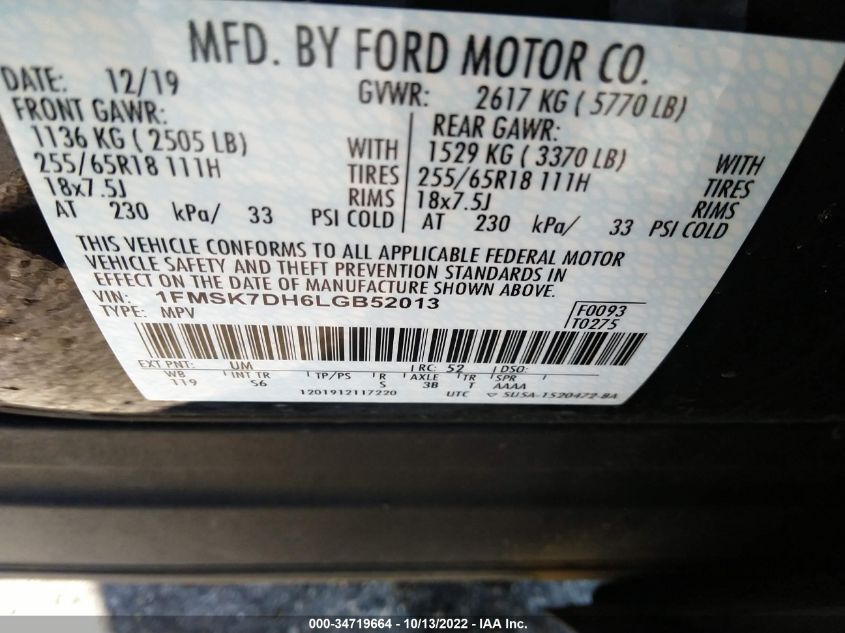 MFD. BY FORD MOTOR CO.
DATE: 12/19 GVWR: 2617 KG ( 5770 LB)
FRONT GAWR: REAR GAWR:
1136 KG ( 2505 LB) WITH 1529 KG ( 3370 LB) WITH
255/65R18 111H TIRES 255/65R18 111H TIRES
18x7.5J RIMS 18x7.5J RIMS
AT 230 kPa/ 33 PSI COLD AT 230 kPa/ 33 PSI COLD
THIS VEHICLE CONFORMS TO ALL APPLICABLE FEDERAL MOTOR
VEHICLE SAFETY AND THEFT PREVENTION STANDARDS IN
EFFECT ON THE DATE OF MANUFACTURE SHOWN ABOVE.
VIN: 1FMSK7DH6LGB52013 F0093
TYPE: MPV T0275
EXT PNT: UM RC: 52 DSO:
WB INT TR TP/PS R AXLE TR SPR
119 S6 S 3B T AAAA
1201912117220 UTC SUSA-1520472-BA
000-34719664 - 10/13/2022 - IAA Inc.